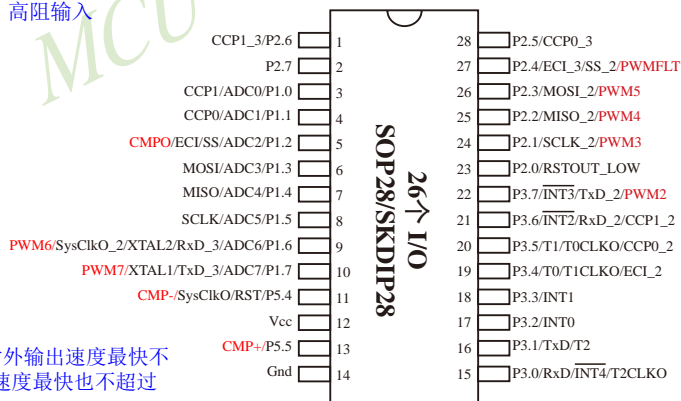 高阻输入
MCU
CCP1_3/P2.6 1
P2.7 2
CCP1/ADC0/P1.0 3
CCP0/ADC1/P1.1 4
CMPO/ECI/SS/ADC2/P1.2 5
MOSI/ADC3/P1.3 6
MISO/ADC4/P1.4 7
SCLK/ADC5/P1.5 8
PWM6/SysClkO_2/XTAL2/RxD_3/ADC6/P1.6 9
PWM7/XTAL1/TxD_3/ADC7/P1.7 10
CMP-/SysClkO/RST/P5.4 11
Vcc 12
CMP+/P5.5 13
Gnd 14
SOP28/SKDIP28
26个 I/O
28 P2.5/CCP0_3
27 P2.4/ECI_3/SS_2/PWMFLT
26 P2.3/MOSI_2/PWM5
25 P2.2/MISO_2/PWM4
24 P2.1/SCLK_2/PWM3
23 P2.0/RSTOUT_LOW
22 P3.7/INT3/TxD_2/PWM2
21 P3.6/INT2/RxD_2/CCP1_2
20 P3.5/T1/T0CLKO/CCP0_2
19 P3.4/T0/T1CLKO/ECI_2
18 P3.3/INT1
17 P3.2/INT0
16 P3.1/TxD/T2
15 P3.0/RxD/INT4/T2CLKO
外输出速度最快不
速度最快也不超过